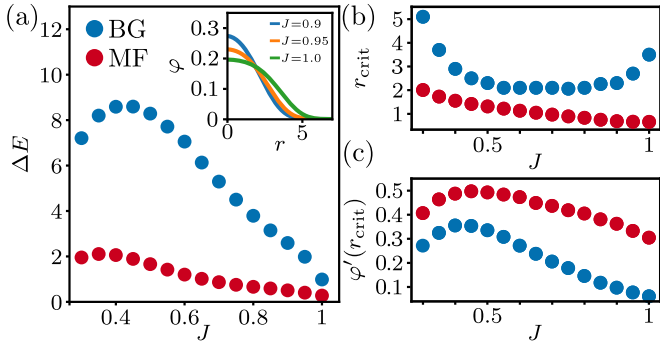 (a)
BG
MF
ΔE
12
10
8
6
4
2
0
0.4 0.6 0.8 1
J
φ
0.3
0.2
0.1
0
0 5
r
J=0.9
J=0.95
J=1.0
(b)
r_crit
5
4
3
2
1
0.5 1
J
(c)
φ′(r_crit)
0.5
0.4
0.3
0.2
0.1
0.5 1
J